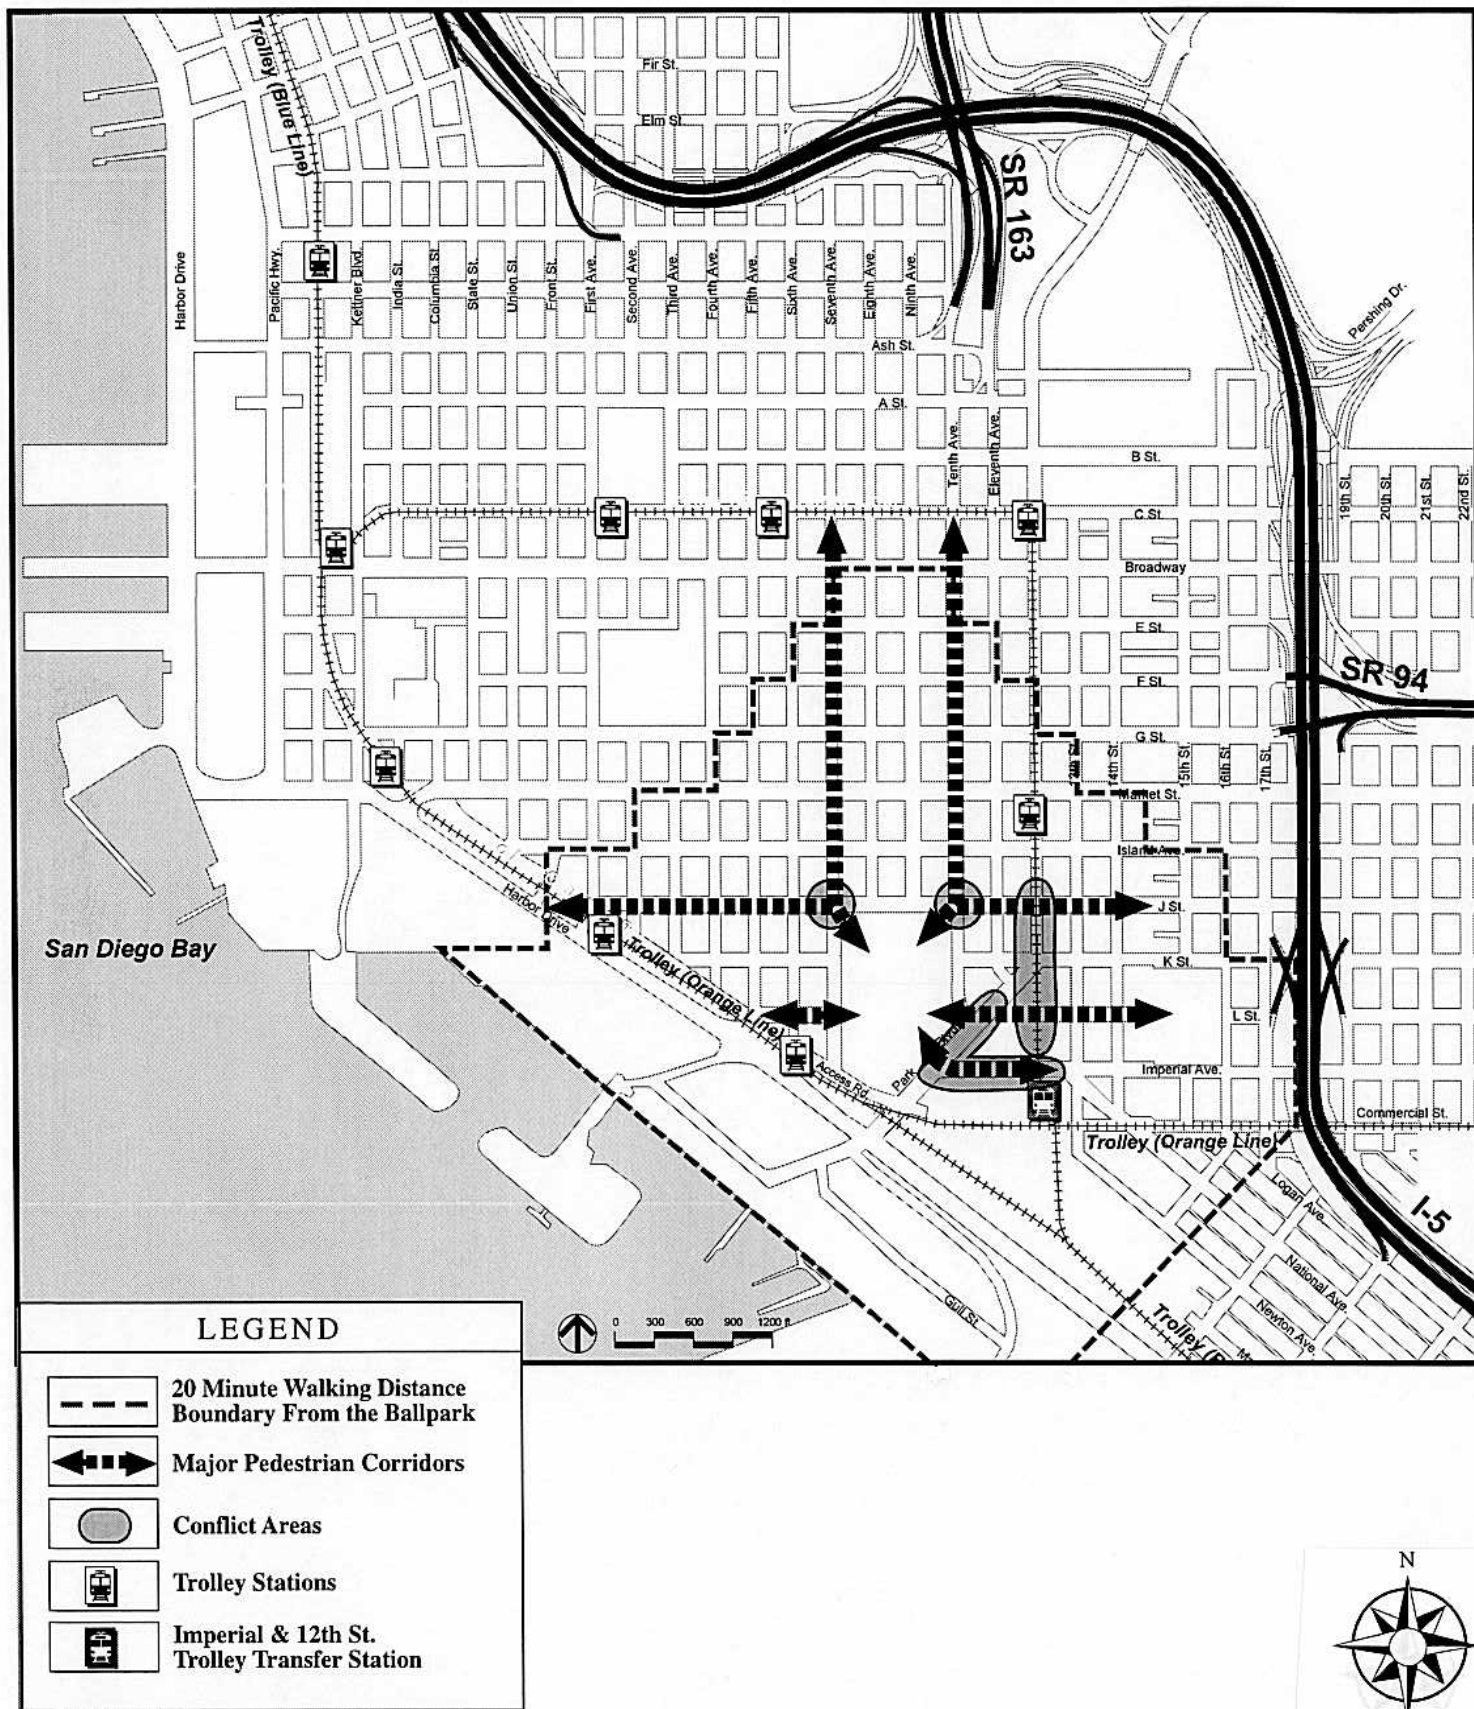 Trolley (Blue Line)
Fir St.
Elm St.
SR 163
Harbor Drive
Pacific Hwy.
Kettner Blvd.
India St.
Columbia St.
State St.
Union St.
Front St.
First Ave.
Second Ave.
Third Ave.
Fourth Ave.
Fifth Ave.
Sixth Ave.
Seventh Ave.
Eighth Ave.
Ninth Ave.
Pershing Dr.
Ash St.
A St.
Tenth Ave.
Eleventh Ave.
B St.
19th St.
20th St.
21st St.
22nd St.
C St.
Broadway
E St.
F St.
SR 94
G St.
13th St.
14th St.
15th St.
16th St.
17th St.
Market St.
Island Ave.
Harbor Drive
J St.
San Diego Bay
Trolley (Orange Line)
K St.
L St.
Park Blvd.
Access Rd.
Imperial Ave.
Commercial St.
Trolley (Orange Line)
Logan Ave.
I-5
National Ave.
Newton Ave.
Gull St.
Trolley
0 300 600 900 1200 ft
LEGEND
20 Minute Walking Distance
Boundary From the Ballpark
Major Pedestrian Corridors
Conflict Areas
Trolley Stations
Imperial & 12th St.
Trolley Transfer Station
N